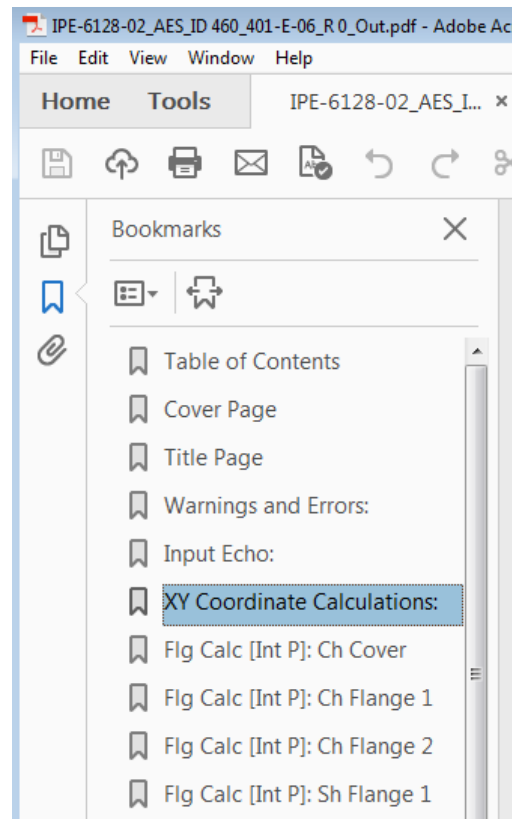 IPE-6128-02_AES_ID 460_401-E-06_R 0_Out.pdf - Adobe Ac
File Edit View Window Help
Home Tools IPE-6128-02_AES_I... ×
Bookmarks
Table of Contents
Cover Page
Title Page
Warnings and Errors:
Input Echo:
XY Coordinate Calculations:
Flg Calc [Int P]: Ch Cover
Flg Calc [Int P]: Ch Flange 1
Flg Calc [Int P]: Ch Flange 2
Flg Calc [Int P]: Sh Flange 1